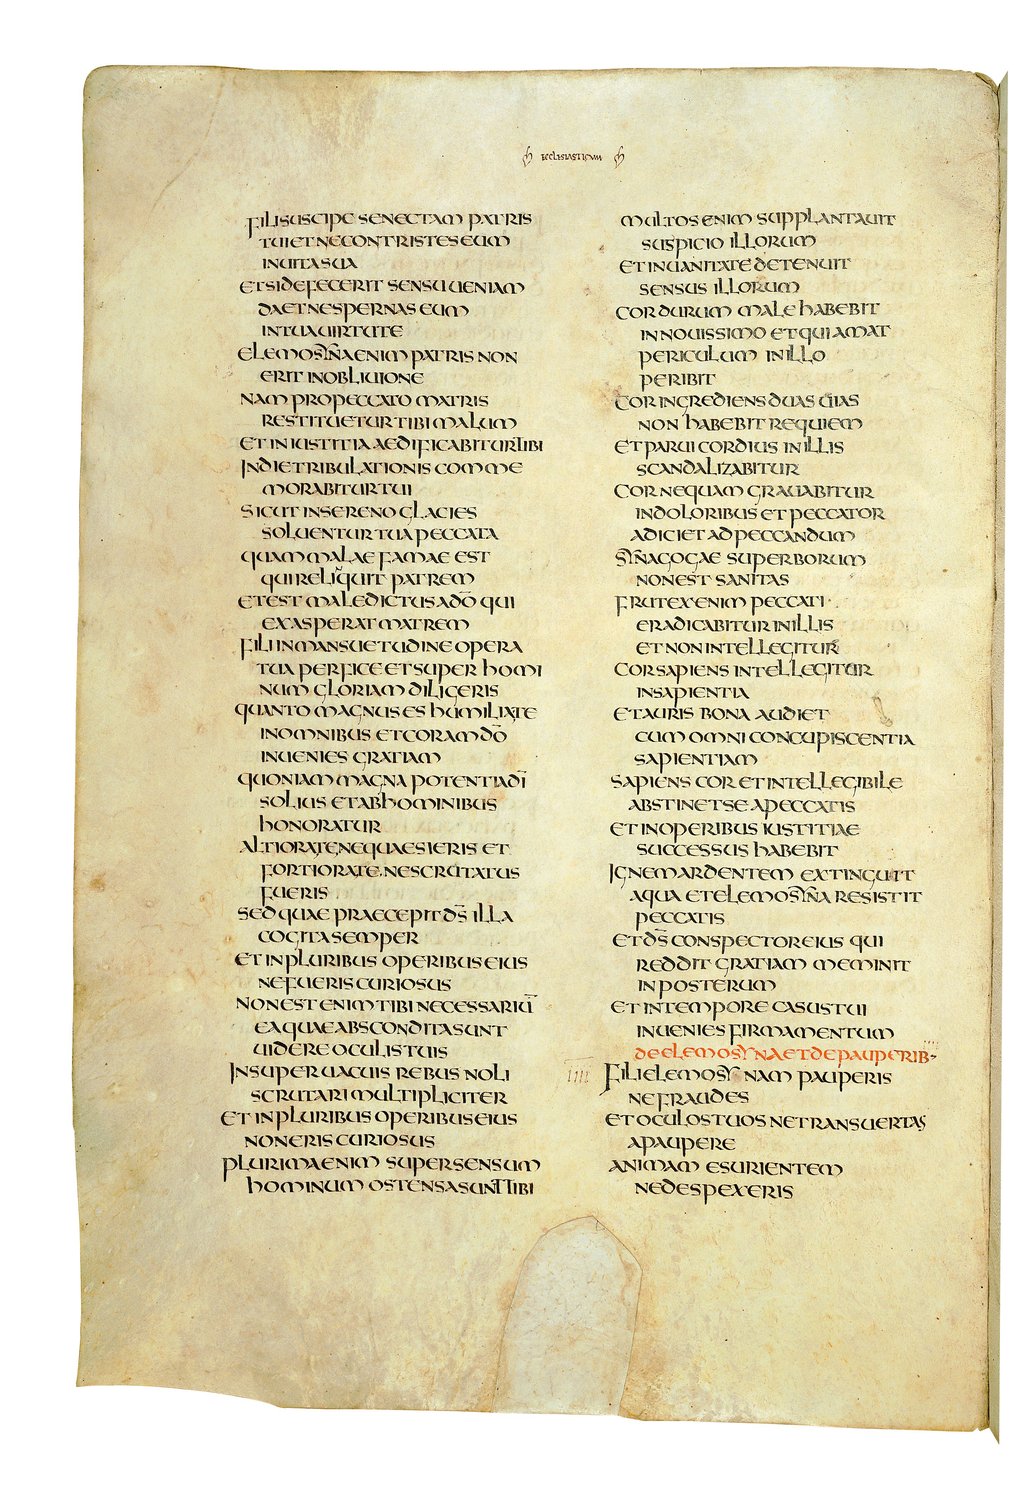 ECCLESIASTICUM
FILI SUSCIPE SENECTAM PATRIS
TUI ET NE CONTRISTES EUM
IN UITA SUA
ET SI DEFECERIT SENSU UENIAM
DA ET NE SPERNAS EUM
IN TUA UIRTUTE
ELEMOSYNA ENIM PATRIS NON
ERIT IN OBLIUIONE
NAM PRO PECCATO MATRIS
RESTITUETUR TIBI MALUM
ET IN IUSTITIA AEDIFICABITUR TIBI
IN DIE TRIBULATIONIS COMME
MORABITUR TUI
SICUT IN SERENO GLACIES
SOLUENTUR TUA PECCATA
QUAM MALAE FAMAE EST
QUI RELIQUIT PATREM
ET EST MALEDICTUS A DŌ QUI
EXASPERAT MATREM
FILI IN MANSUETUDINE OPERA
TUA PERFICE ET SUPER HOMI
NUM GLORIAM DILIGERIS
QUANTO MAGNUS ES HUMILIA TE
IN OMNIBUS ET CORAM DŌ
INUENIES GRATIAM
QUONIAM MAGNA POTENTIA DĪ
SOLIUS ET AB HOMINIBUS
HONORATUR
ALTIORA TE NE QUAESIERIS ET
FORTIORA TE NE SCRUTATUS
FUERIS
SED QUAE PRAECEPIT D̄S ILLA
COGITA SEMPER
ET IN PLURIBUS OPERIBUS EIUS
NE FUERIS CURIOSUS
NON EST ENIM TIBI NECESSARIŪ
EA QUAE ABSCONDITA SUNT
UIDERE OCULIS TUIS
IN SUPERUACUIS REBUS NOLI
SCRUTARI MULTIPLICITER
ET IN PLURIBUS OPERIBUS EIUS
NON ERIS CURIOSUS
PLURIMA ENIM SUPER SENSUM
HOMINUM OSTENSA SUNT TIBI
MULTOS ENIM SUPPLANTAUIT
SUSPICIO ILLORUM
ET IN UANITATE DETENUIT
SENSUS ILLORUM
COR DURUM MALE HABEBIT
IN NOUISSIMO ET QUI AMAT
PERICULUM IN ILLO
PERIBIT
COR INGREDIENS DUAS UIAS
NON HABEBIT REQUIEM
ET PARUI CORDIUS IN ILLIS
SCANDALIZABITUR
COR NEQUAM GRAUABITUR
IN DOLORIBUS ET PECCATOR
ADICIET AD PECCANDUM
SYNAGOGAE SUPERBORUM
NON EST SANITAS
FRUTEX ENIM PECCATI
ERADICABITUR IN ILLIS
ET NON INTELLEGITUR
COR SAPIENS INTELLEGITUR
IN SAPIENTIA
ET AURIS BONA AUDIET
CUM OMNI CONCUPISCENTIA
SAPIENTIAM
SAPIENS COR ET INTELLEGIBILE
ABSTINET SE A PECCATIS
ET IN OPERIBUS IUSTITIAE
SUCCESSUS HABEBIT
IGNEM ARDENTEM EXTINGUIT
AQUA ET ELEMOSYNA RESISTIT
PECCATIS
ET D̄S CONSPECTOR EIUS QUI
REDDIT GRATIAM MEMINIT
IN POSTERUM
ET IN TEMPORE CASUS TUI
INUENIES FIRMAMENTUM
DE ELEMOSYNA ET DE PAUPERIB·
IIII FILI ELEMOSYNAM PAUPERIS
NE FRAUDES
ET OCULOS TUOS NE TRANSUERTAS
A PAUPERE
ANIMAM ESURIENTEM
NE DESPEXERIS